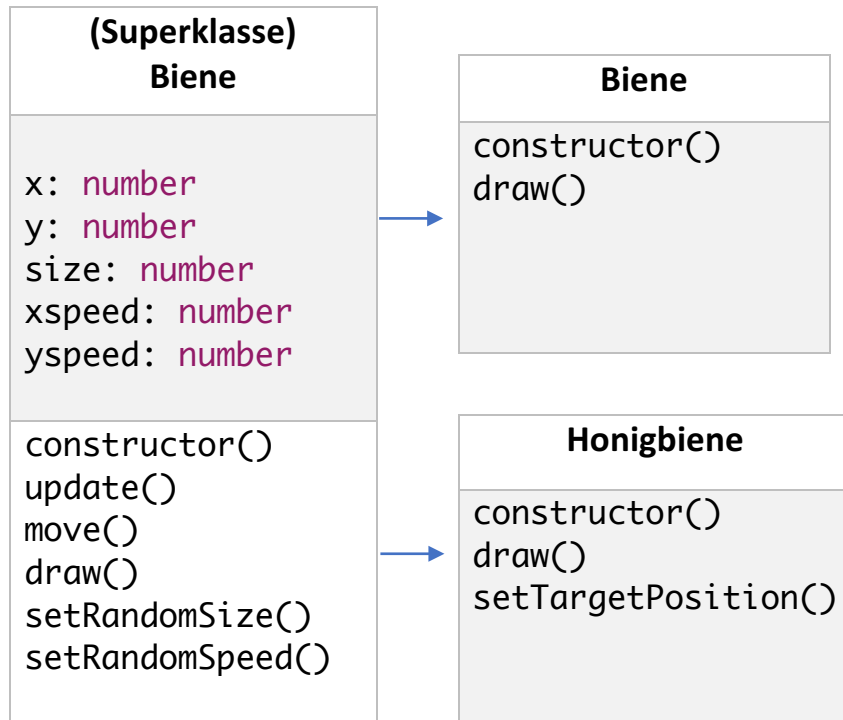 (Superklasse)
Biene
x: number
y: number
size: number
xspeed: number
yspeed: number
constructor()
update()
move()
draw()
setRandomSize()
setRandomSpeed()
Biene
constructor()
draw()
Honigbiene
constructor()
draw()
setTargetPosition()